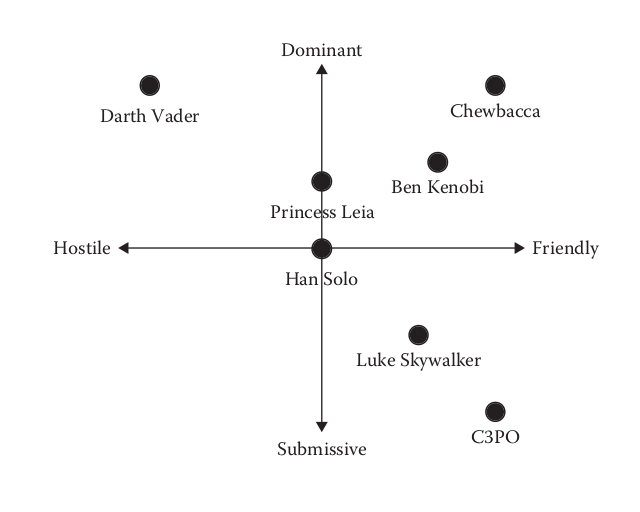 Dominant
Darth Vader
Chewbacca
Ben Kenobi
Princess Leia
Hostile
Friendly
Han Solo
Luke Skywalker
C3PO
Submissive